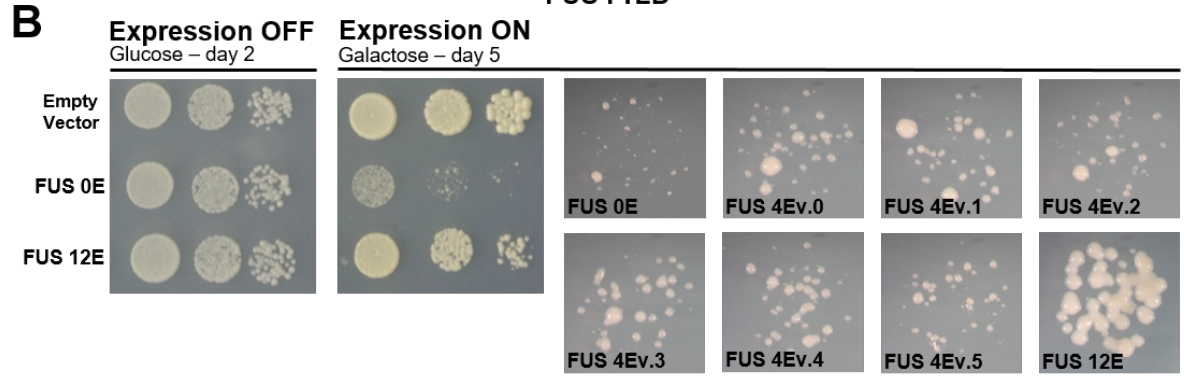 B
Expression OFF
Glucose – day 2
Expression ON
Galactose – day 5
Empty
Vector
FUS 0E
FUS 12E
FUS 0E
FUS 4Ev.0
FUS 4Ev.1
FUS 4Ev.2
FUS 4Ev.3
FUS 4Ev.4
FUS 4Ev.5
FUS 12E